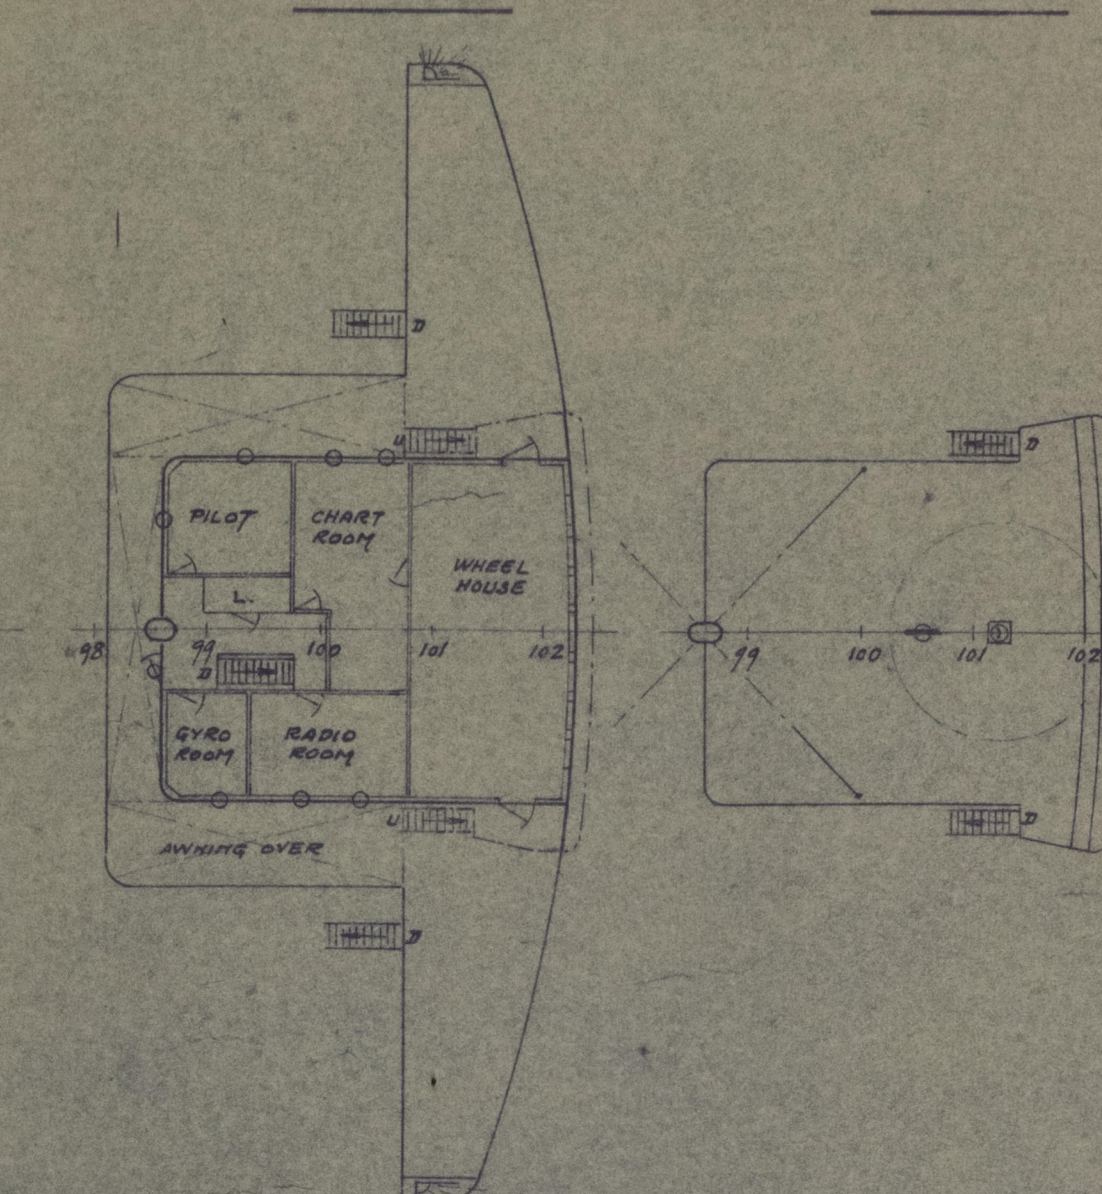 D
U
PILOT
CHART
ROOM
WHEEL
HOUSE
L.
98
99
100
101
102
D
GYRO
ROOM
RADIO
ROOM
U
AWNING OVER
D
D
99
100
101
102
D